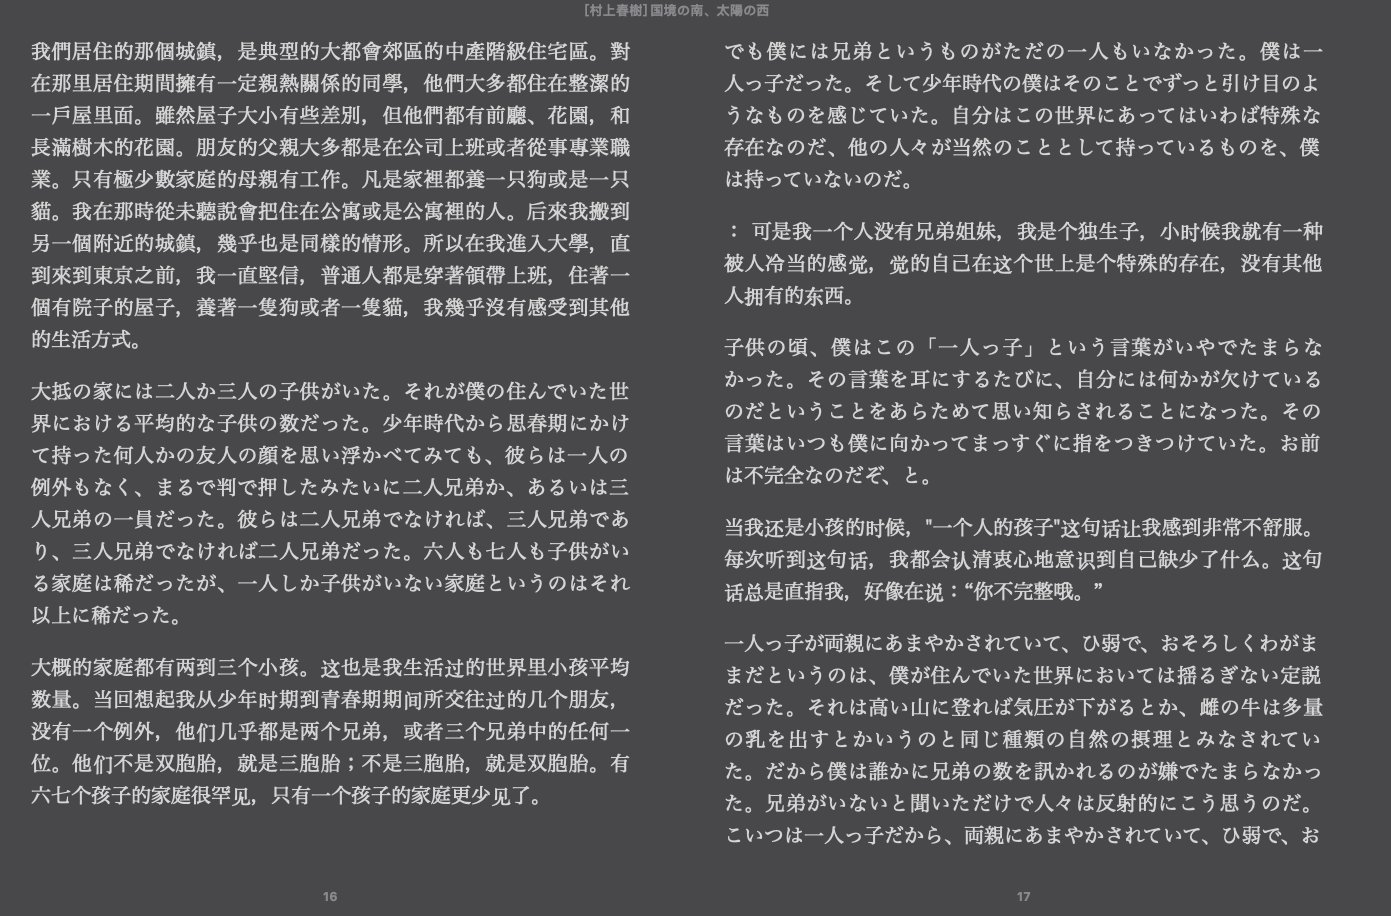 [村上春樹]国境の南、太陽の西
我們居住的那個城鎮，是典型的大都會郊區的中產階級住宅區。對
在那里居住期間擁有一定親熱關係的同學，他們大多都住在整潔的
一戶屋里面。雖然屋子大小有些差別，但他們都有前廳、花園，和
長滿樹木的花園。朋友的父親大多都是在公司上班或者從事專業職
業。只有極少數家庭的母親有工作。凡是家裡都養一只狗或是一只
貓。我在那時從未聽說會把住在公寓或是公寓裡的人。后來我搬到
另一個附近的城鎮，幾乎也是同樣的情形。所以在我進入大學，直
到來到東京之前，我一直堅信，普通人都是穿著領帶上班，住著一
個有院子的屋子，養著一隻狗或者一隻貓，我幾乎沒有感受到其他
的生活方式。
大抵の家には二人か三人の子供がいた。それが僕の住んでいた世
界における平均的な子供の数だった。少年時代から思春期にかけ
て持った何人かの友人の顔を思い浮かべてみても、彼らは一人の
例外もなく、まるで判で押したみたいに二人兄弟か、あるいは三
人兄弟の一員だった。彼らは二人兄弟でなければ、三人兄弟であ
り、三人兄弟でなければ二人兄弟だった。六人も七人も子供がい
る家庭は稀だったが、一人しか子供がいない家庭というのはそれ
以上に稀だった。
大概的家庭都有两到三个小孩。这也是我生活过的世界里小孩平均
数量。当回想起我从少年时期到青春期期间所交往过的几个朋友，
没有一个例外，他们几乎都是两个兄弟，或者三个兄弟中的任何一
位。他们不是双胞胎，就是三胞胎；不是三胞胎，就是双胞胎。有
六七个孩子的家庭很罕见，只有一个孩子的家庭更少见了。
16
でも僕には兄弟というものがただの一人もいなかった。僕は一
人っ子だった。そして少年時代の僕はそのことでずっと引け目のよ
うなものを感じていた。自分はこの世界にあってはいわば特殊な
存在なのだ、他の人々が当然のこととして持っているものを、僕
は持っていないのだ。
：可是我一个人没有兄弟姐妹，我是个独生子，小时候我就有一种
被人冷当的感觉，觉的自己在这个世上是个特殊的存在，没有其他
人拥有的东西。
子供の頃、僕はこの「一人っ子」という言葉がいやでたまらな
かった。その言葉を耳にするたびに、自分には何かが欠けている
のだということをあらためて思い知らされることになった。その
言葉はいつも僕に向かってまっすぐに指をつきつけていた。お前
は不完全なのだぞ、と。
当我还是小孩的时候，"一个人的孩子"这句话让我感到非常不舒服。
每次听到这句话，我都会认清衷心地意识到自己缺少了什么。这句
话总是直指我，好像在说：“你不完整哦。”
一人っ子が両親にあまやかされていて、ひ弱で、おそろしくわがま
まだというのは、僕が住んでいた世界においては揺るぎない定説
だった。それは高い山に登れば気圧が下がるとか、雌の牛は多量
の乳を出すとかいうのと同じ種類の自然の摂理とみなされてい
た。だから僕は誰かに兄弟の数を訊かれるのが嫌でたまらなかっ
た。兄弟がいないと聞いただけで人々は反射的にこう思うのだ。
こいつは一人っ子だから、両親にあまやかされていて、ひ弱で、お
17